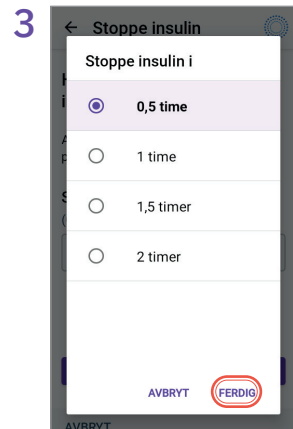 3
Stoppe insulin
Stoppe insulin i
0,5 time
1 time
1,5 timer
2 timer
AVBRYT FERDIG
AVBRYT